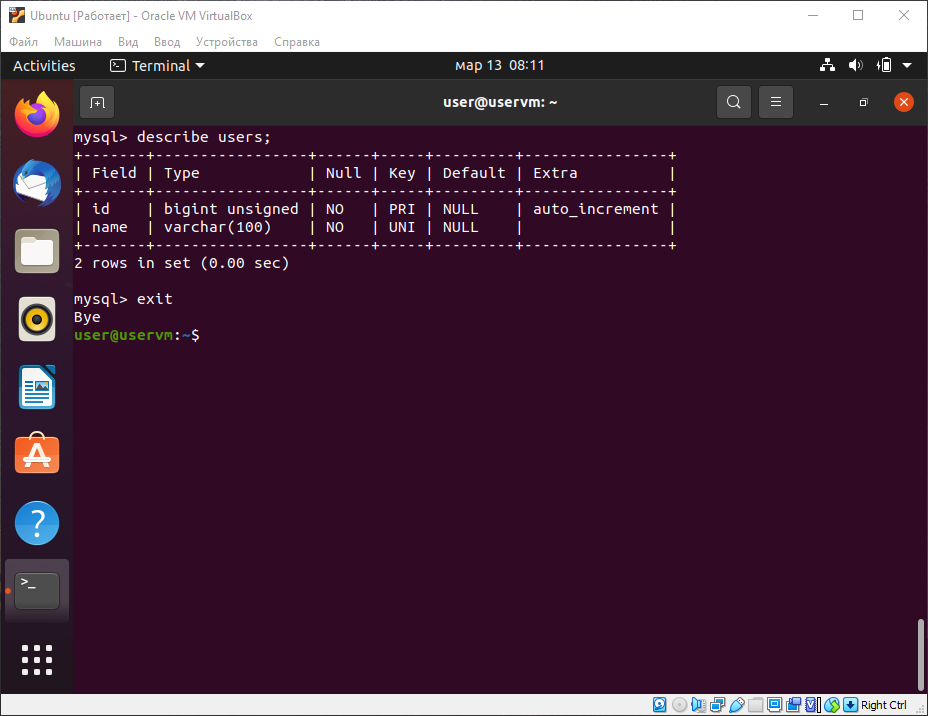 Ubuntu [Работает] - Oracle VM VirtualBox
Файл Машина Вид Ввод Устройства Справка
Activities Terminal мар 13 08:11
user@uservm: ~
mysql> describe users;
+-------+-----------------+------+-----+---------+----------------+
| Field | Type            | Null | Key | Default | Extra          |
+-------+-----------------+------+-----+---------+----------------+
| id    | bigint unsigned | NO   | PRI | NULL    | auto_increment |
| name  | varchar(100)    | NO   | UNI | NULL    |                |
+-------+-----------------+------+-----+---------+----------------+
2 rows in set (0.00 sec)
mysql> exit
Bye
user@uservm:~$
Right Ctrl